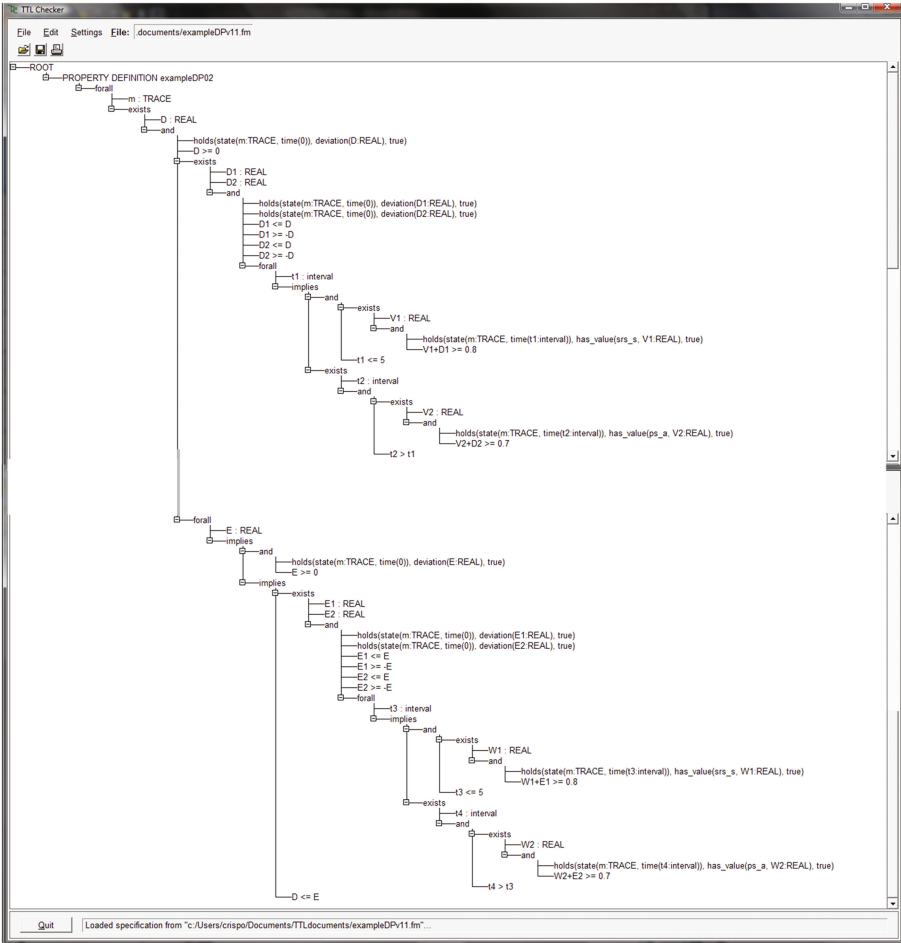 TTL Checker
File Edit Settings File: .documents/exampleDPv11.fm
ROOT
PROPERTY DEFINITION exampleDP02
forall
m : TRACE
exists
D : REAL
and
holds(state(m:TRACE, time(0)), deviation(D:REAL), true)
D >= 0
exists
D1 : REAL
D2 : REAL
and
holds(state(m:TRACE, time(0)), deviation(D1:REAL), true)
holds(state(m:TRACE, time(0)), deviation(D2:REAL), true)
D1 <= D
D1 >= -D
D2 <= D
D2 >= -D
forall
t1 : interval
implies
and
exists
V1 : REAL
and
holds(state(m:TRACE, time(t1:interval)), has_value(srs_s, V1:REAL), true)
V1+D1 >= 0.8
t1 <= 5
exists
t2 : interval
and
exists
V2 : REAL
and
holds(state(m:TRACE, time(t2:interval)), has_value(ps_a, V2:REAL), true)
V2+D2 >= 0.7
t2 > t1
forall
E : REAL
implies
and
holds(state(m:TRACE, time(0)), deviation(E:REAL), true)
E >= 0
implies
exists
E1 : REAL
E2 : REAL
and
holds(state(m:TRACE, time(0)), deviation(E1:REAL), true)
holds(state(m:TRACE, time(0)), deviation(E2:REAL), true)
E1 <= E
E1 >= -E
E2 <= E
E2 >= -E
forall
t3 : interval
implies
and
exists
W1 : REAL
and
holds(state(m:TRACE, time(t3:interval)), has_value(srs_s, W1:REAL), true)
W1+E1 >= 0.8
t3 <= 5
exists
t4 : interval
and
exists
W2 : REAL
and
holds(state(m:TRACE, time(t4:interval)), has_value(ps_a, W2:REAL), true)
W2+E2 >= 0.7
t4 > t3
D <= E
Quit Loaded specification from "c:/Users/crispo/Documents/TTLdocuments/exampleDPv11.fm"...